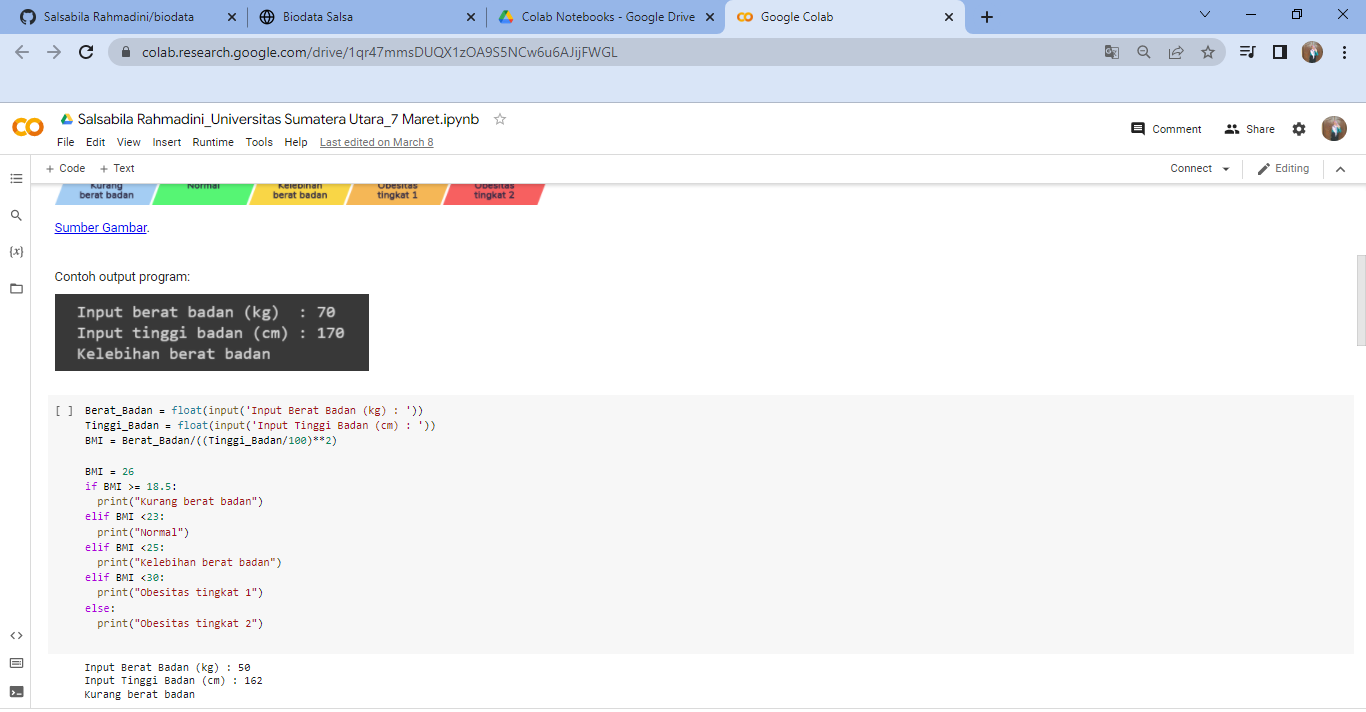 Salsabila Rahmadini/biodata
Biodata Salsa
Colab Notebooks - Google Drive
Google Colab
colab.research.google.com/drive/1qr47mmsDUQX1zOA9S5NCw6u6AJijFWGL
Salsabila Rahmadini_Universitas Sumatera Utara_7 Maret.ipynb
Comment Share
File Edit View Insert Runtime Tools Help Last edited on March 8
+ Code + Text Connect Editing
Kurang berat badan
Normal
Kelebihan berat badan
Obesitas tingkat 1
Obesitas tingkat 2
Sumber Gambar.
Contoh output program:
Input berat badan (kg) : 70
Input tinggi badan (cm) : 170
Kelebihan berat badan
[ ] Berat_Badan = float(input('Input Berat Badan (kg) : '))
Tinggi_Badan = float(input('Input Tinggi Badan (cm) : '))
BMI = Berat_Badan/((Tinggi_Badan/100)**2)
BMI = 26
if BMI >= 18.5:
print("Kurang berat badan")
elif BMI <23:
print("Normal")
elif BMI <25:
print("Kelebihan berat badan")
elif BMI <30:
print("Obesitas tingkat 1")
else:
print("Obesitas tingkat 2")
Input Berat Badan (kg) : 50
Input Tinggi Badan (cm) : 162
Kurang berat badan